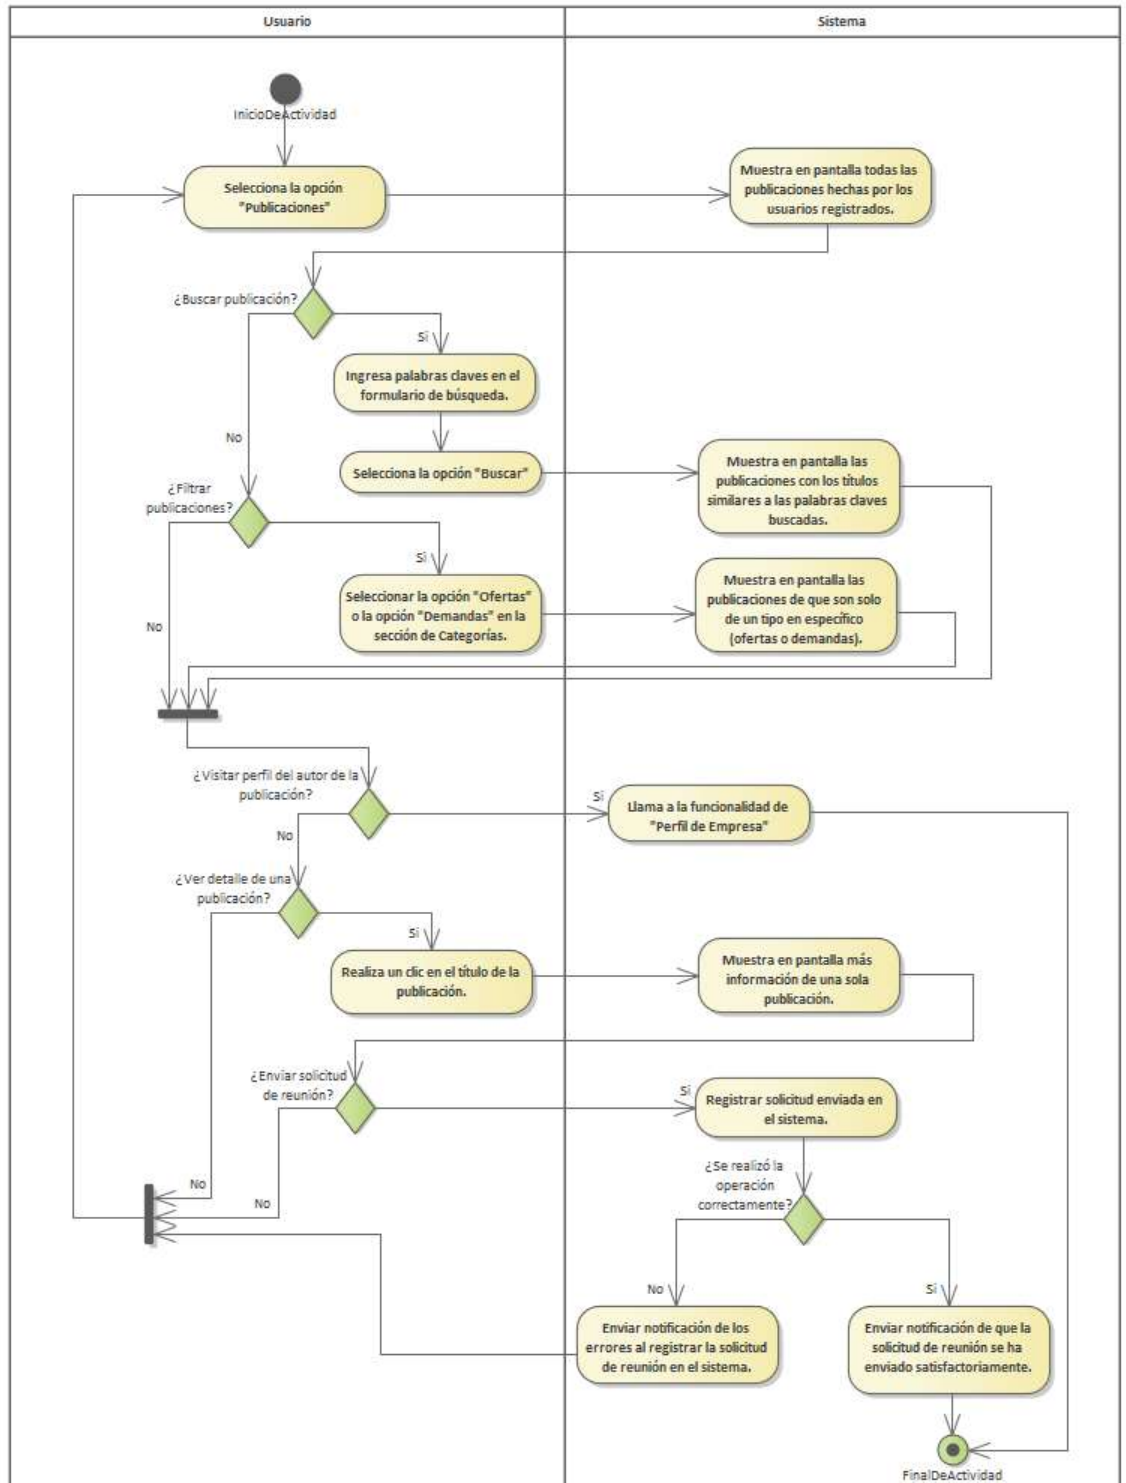 Usuario
Sistema
InicioDeActividad
Selecciona la opción
"Publicaciones"
Muestra en pantalla todas las
publicaciones hechas por los
usuarios registrados.
¿Buscar publicación?
Si
Ingresa palabras claves en el
formulario de búsqueda.
No
Selecciona la opción "Buscar"
Muestra en pantalla las
publicaciones con los títulos
similares a las palabras claves
buscadas.
¿Filtrar
publicaciones?
Si
Seleccionar la opción "Ofertas"
o la opción "Demandas" en la
sección de Categorías.
Muestra en pantalla las
publicaciones de que son solo
de un tipo en específico
(ofertas o demandas).
No
¿Visitar perfil del autor de la
publicación?
Si
Llama a la funcionalidad de
"Perfil de Empresa"
No
¿Ver detalle de una
publicación?
Si
Realiza un clic en el título de la
publicación.
Muestra en pantalla más
información de una sola
publicación.
¿Enviar solicitud
de reunión?
Si
Registrar solicitud enviada en
el sistema.
¿Se realizó la
operación
correctamente?
No
No
No
Si
Enviar notificación de los
errores al registrar la solicitud
de reunión en el sistema.
Enviar notificación de que la
solicitud de reunión se ha
enviado satisfactoriamente.
FinalDeActividad